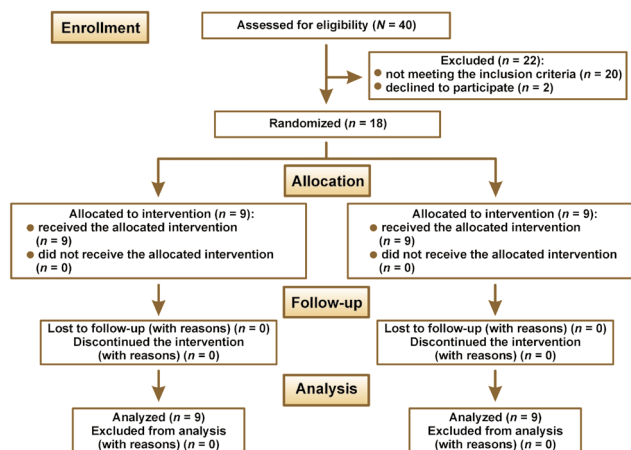 Enrollment
Assessed for eligibility (N = 40)
Excluded (n = 22):
not meeting the inclusion criteria (n = 20)
declined to participate (n = 2)
Randomized (n = 18)
Allocation
Allocated to intervention (n = 9):
received the allocated intervention
(n = 9)
did not receive the allocated intervention
(n = 0)
Allocated to intervention (n = 9):
received the allocated intervention
(n = 9)
did not receive the allocated intervention
(n = 0)
Follow-up
Lost to follow-up (with reasons) (n = 0)
Discontinued the intervention
(with reasons) (n = 0)
Lost to follow-up (with reasons) (n = 0)
Discontinued the intervention
(with reasons) (n = 0)
Analysis
Analyzed (n = 9)
Excluded from analysis
(with reasons) (n = 0)
Analyzed (n = 9)
Excluded from analysis
(with reasons) (n = 0)